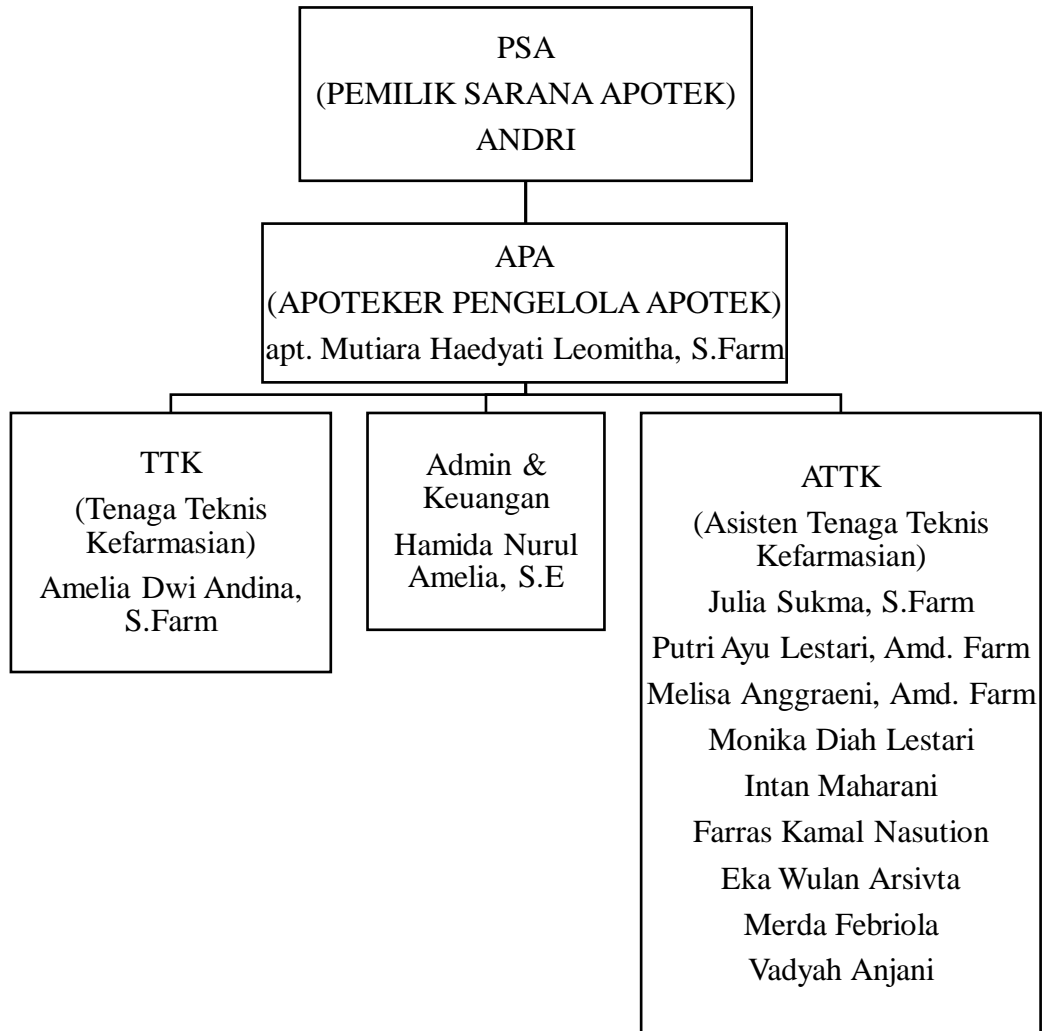 PSA
(PEMILIK SARANA APOTEK)
ANDRI
APA
(APOTEKER PENGELOLA APOTEK)
apt. Mutiara Haedyati Leomitha, S.Farm
TTK
(Tenaga Teknis
Kefarmasian)
Amelia Dwi Andina,
S.Farm
Admin &
Keuangan
Hamida Nurul
Amelia, S.E
ATTK
(Asisten Tenaga Teknis
Kefarmasian)
Julia Sukma, S.Farm
Putri Ayu Lestari, Amd. Farm
Melisa Anggraeni, Amd. Farm
Monika Diah Lestari
Intan Maharani
Farras Kamal Nasution
Eka Wulan Arsivta
Merda Febriola
Vadyah Anjani